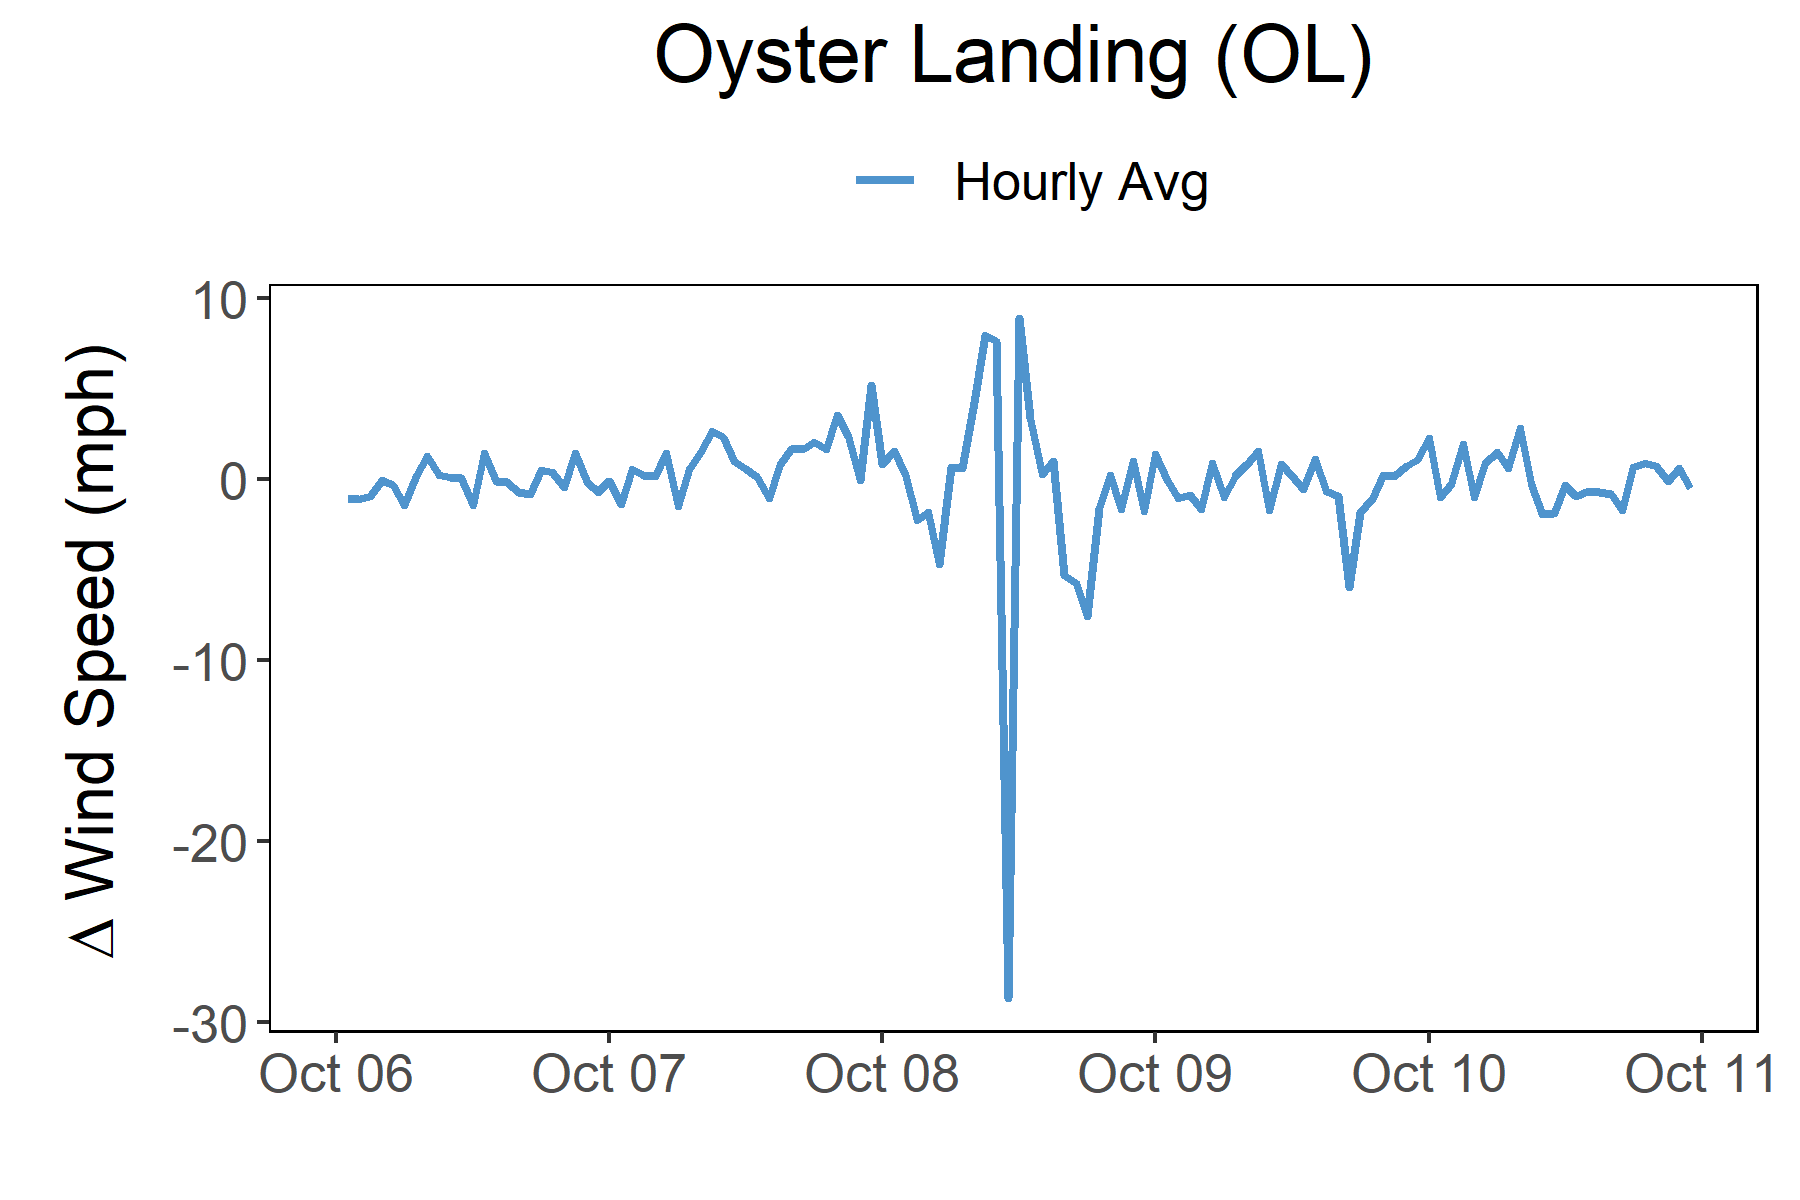 Oyster Landing (OL)
Hourly Avg
Δ Wind Speed (mph)
10
0
-10
-20
-30
Oct 06 Oct 07 Oct 08 Oct 09 Oct 10 Oct 11